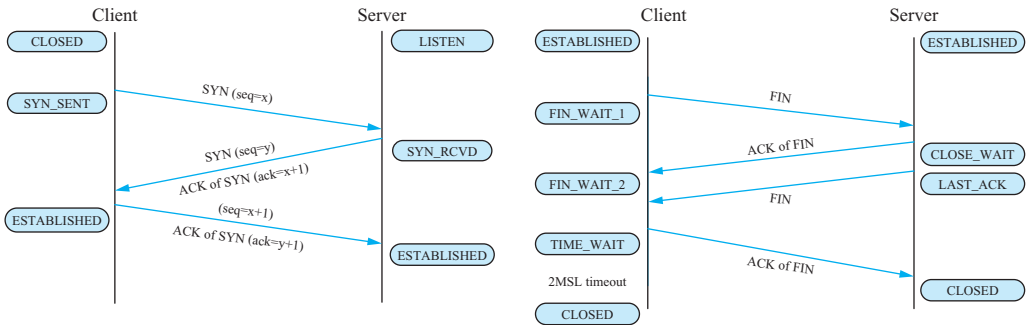 Client
Server
CLOSED
LISTEN
SYN (seq=x)
SYN_SENT
SYN (seq=y)
SYN_RCVD
ACK of SYN (ack=x+1)
(seq=x+1)
ESTABLISHED
ACK of SYN (ack=y+1)
ESTABLISHED
Client
Server
ESTABLISHED
ESTABLISHED
FIN
FIN_WAIT_1
ACK of FIN
CLOSE_WAIT
FIN_WAIT_2
LAST_ACK
FIN
TIME_WAIT
ACK of FIN
2MSL timeout
CLOSED
CLOSED